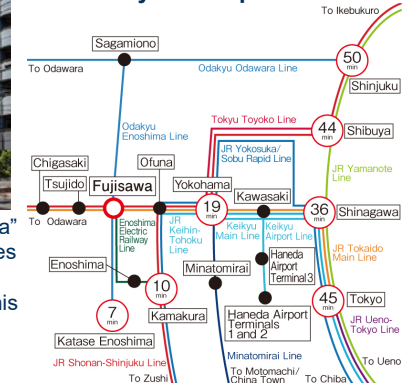 To Ikebukuro
Sagamiono
50
min
To Odawara
Odakyu Odawara Line
Shinjuku
Odakyu
Enoshima Line
Tokyu Toyoko Line
44
min
Shibuya
JR Yokosuka/
Sobu Rapid Line
JR Yamanote
Line
Chigasaki
Ofuna
Tsujido
Fujisawa
Yokohama
Kawasaki
19
min
36
min
Shinagawa
To Odawara
Enoshima
Electric
Railway
Line
JR
Keihin-
Tohoku
Line
Keikyu
Main Line
Keikyu
Airport Line
JR Tokaido
Main Line
Enoshima
Minatomirai
Haneda
Airport
Terminal3
10
min
Kamakura
45
min
Tokyo
7
min
Katase Enoshima
Haneda Airport
Terminals
1 and 2
JR Ueno-
Tokyo Line
JR Shonan-Shinjuku Line
Minatomirai Line
To Ueno
To Zushi
To Motomachi/
China Town
To Chiba
a"
es
nis